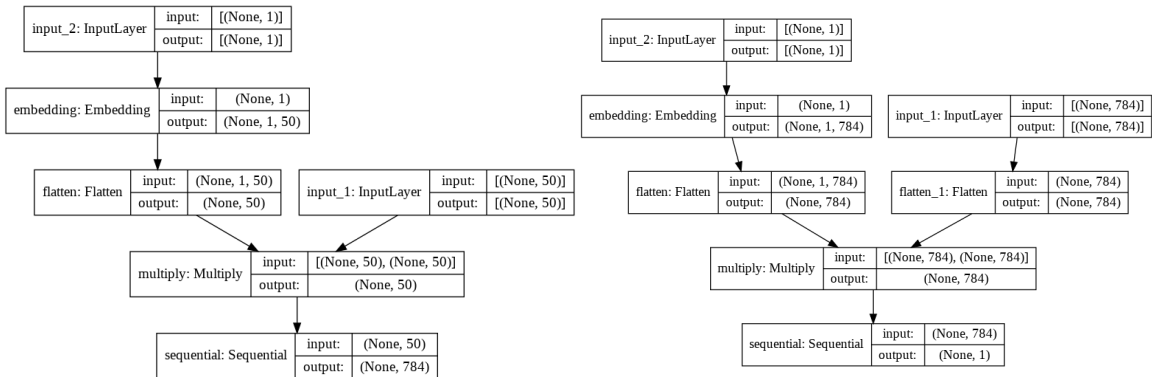 input_2: InputLayer
input:
[(None, 1)]
output:
[(None, 1)]
embedding: Embedding
input:
(None, 1)
output:
(None, 1, 50)
flatten: Flatten
input:
(None, 1, 50)
output:
(None, 50)
input_1: InputLayer
input:
[(None, 50)]
output:
[(None, 50)]
multiply: Multiply
input:
[(None, 50), (None, 50)]
output:
(None, 50)
sequential: Sequential
input:
(None, 50)
output:
(None, 784)
input_2: InputLayer
input:
[(None, 1)]
output:
[(None, 1)]
embedding: Embedding
input:
(None, 1)
output:
(None, 1, 784)
input_1: InputLayer
input:
[(None, 784)]
output:
[(None, 784)]
flatten: Flatten
input:
(None, 1, 784)
output:
(None, 784)
flatten_1: Flatten
input:
(None, 784)
output:
(None, 784)
multiply: Multiply
input:
[(None, 784), (None, 784)]
output:
(None, 784)
sequential: Sequential
input:
(None, 784)
output:
(None, 1)